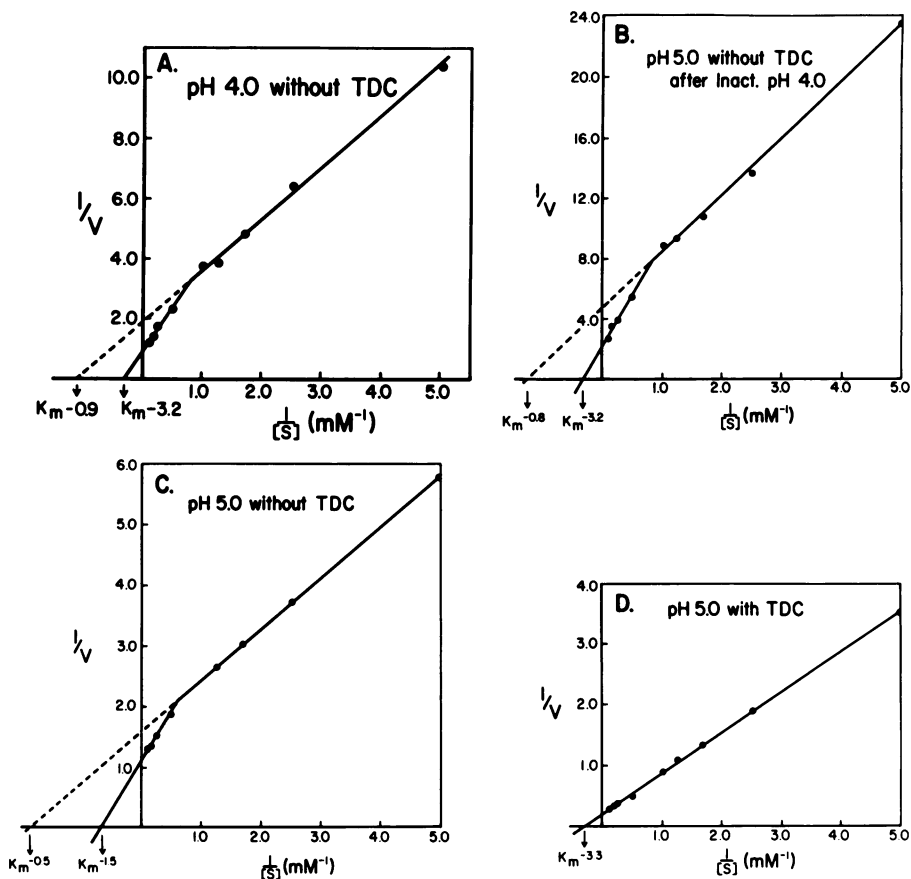 A.
pH 4.0 without TDC
10.0
8.0
6.0
4.0
2.0
1/V
1.0 2.0 3.0 4.0 5.0
Km-0.9 Km-3.2
1/[S] (mM-1)
B.
pH 5.0 without TDC
after Inact. pH 4.0
24.0
20.0
16.0
12.0
8.0
4.0
1/V
1.0 2.0 3.0 4.0 5.0
Km-0.8 Km-3.2
1/[S] (mM-1)
C.
pH 5.0 without TDC
6.0
5.0
4.0
3.0
2.0
1.0
1/V
1.0 2.0 3.0 4.0 5.0
Km-0.5 Km-1.5
1/[S] (mM-1)
D.
pH 5.0 with TDC
4.0
3.0
2.0
1.0
1/V
1.0 2.0 3.0 4.0 5.0
Km-3.3
1/[S] (mM-1)